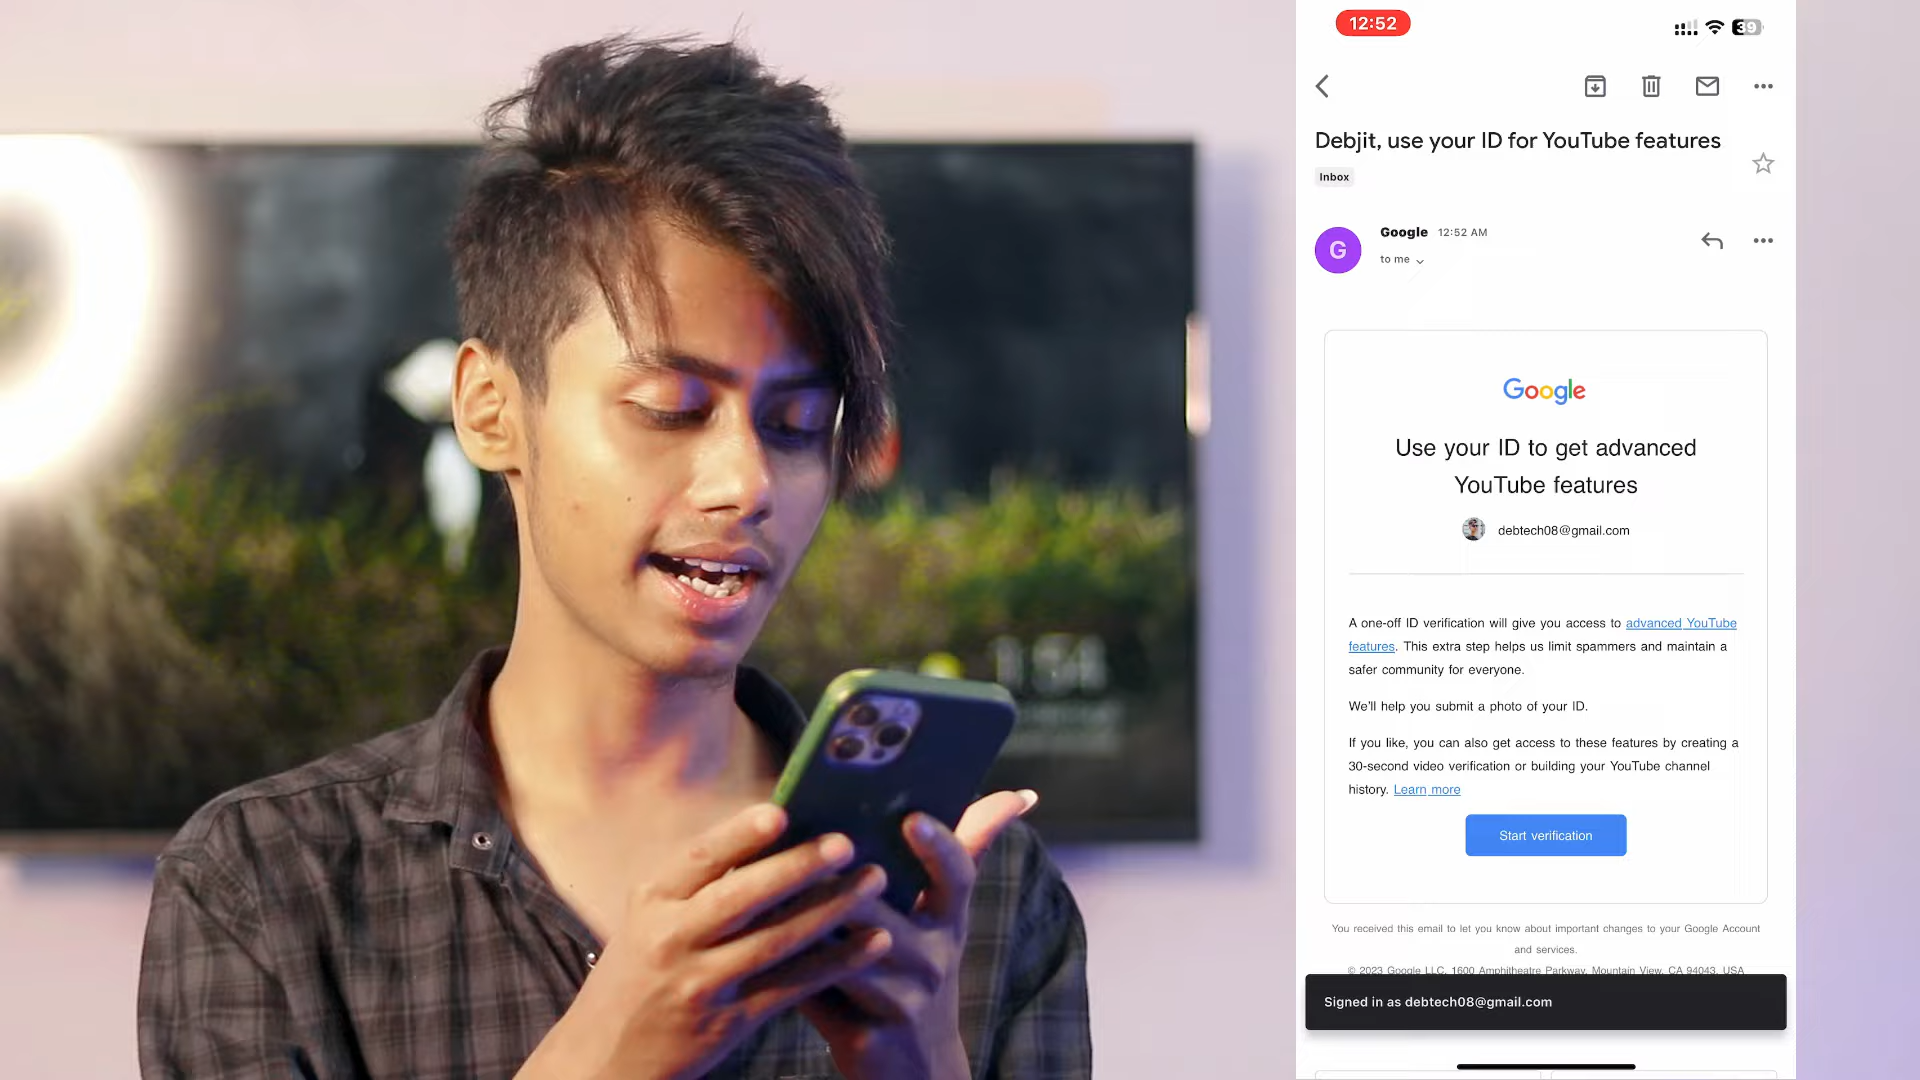 12:52
39
Debjit, use your ID for YouTube features
Inbox
G
Google 12:52 AM
to me
Google
Use your ID to get advanced
YouTube features
debtech08@gmail.com
A one-off ID verification will give you access to advanced YouTube
features. This extra step helps us limit spammers and maintain a
safer community for everyone.
We'll help you submit a photo of your ID.
If you like, you can also get access to these features by creating a
30-second video verification or building your YouTube channel
history. Learn more
Start verification
You received this email to let you know about important changes to your Google Account
and services.
© 2023 Google LLC, 1600 Amphitheatre Parkway, Mountain View, CA 94043, USA
Signed in as debtech08@gmail.com
1:54